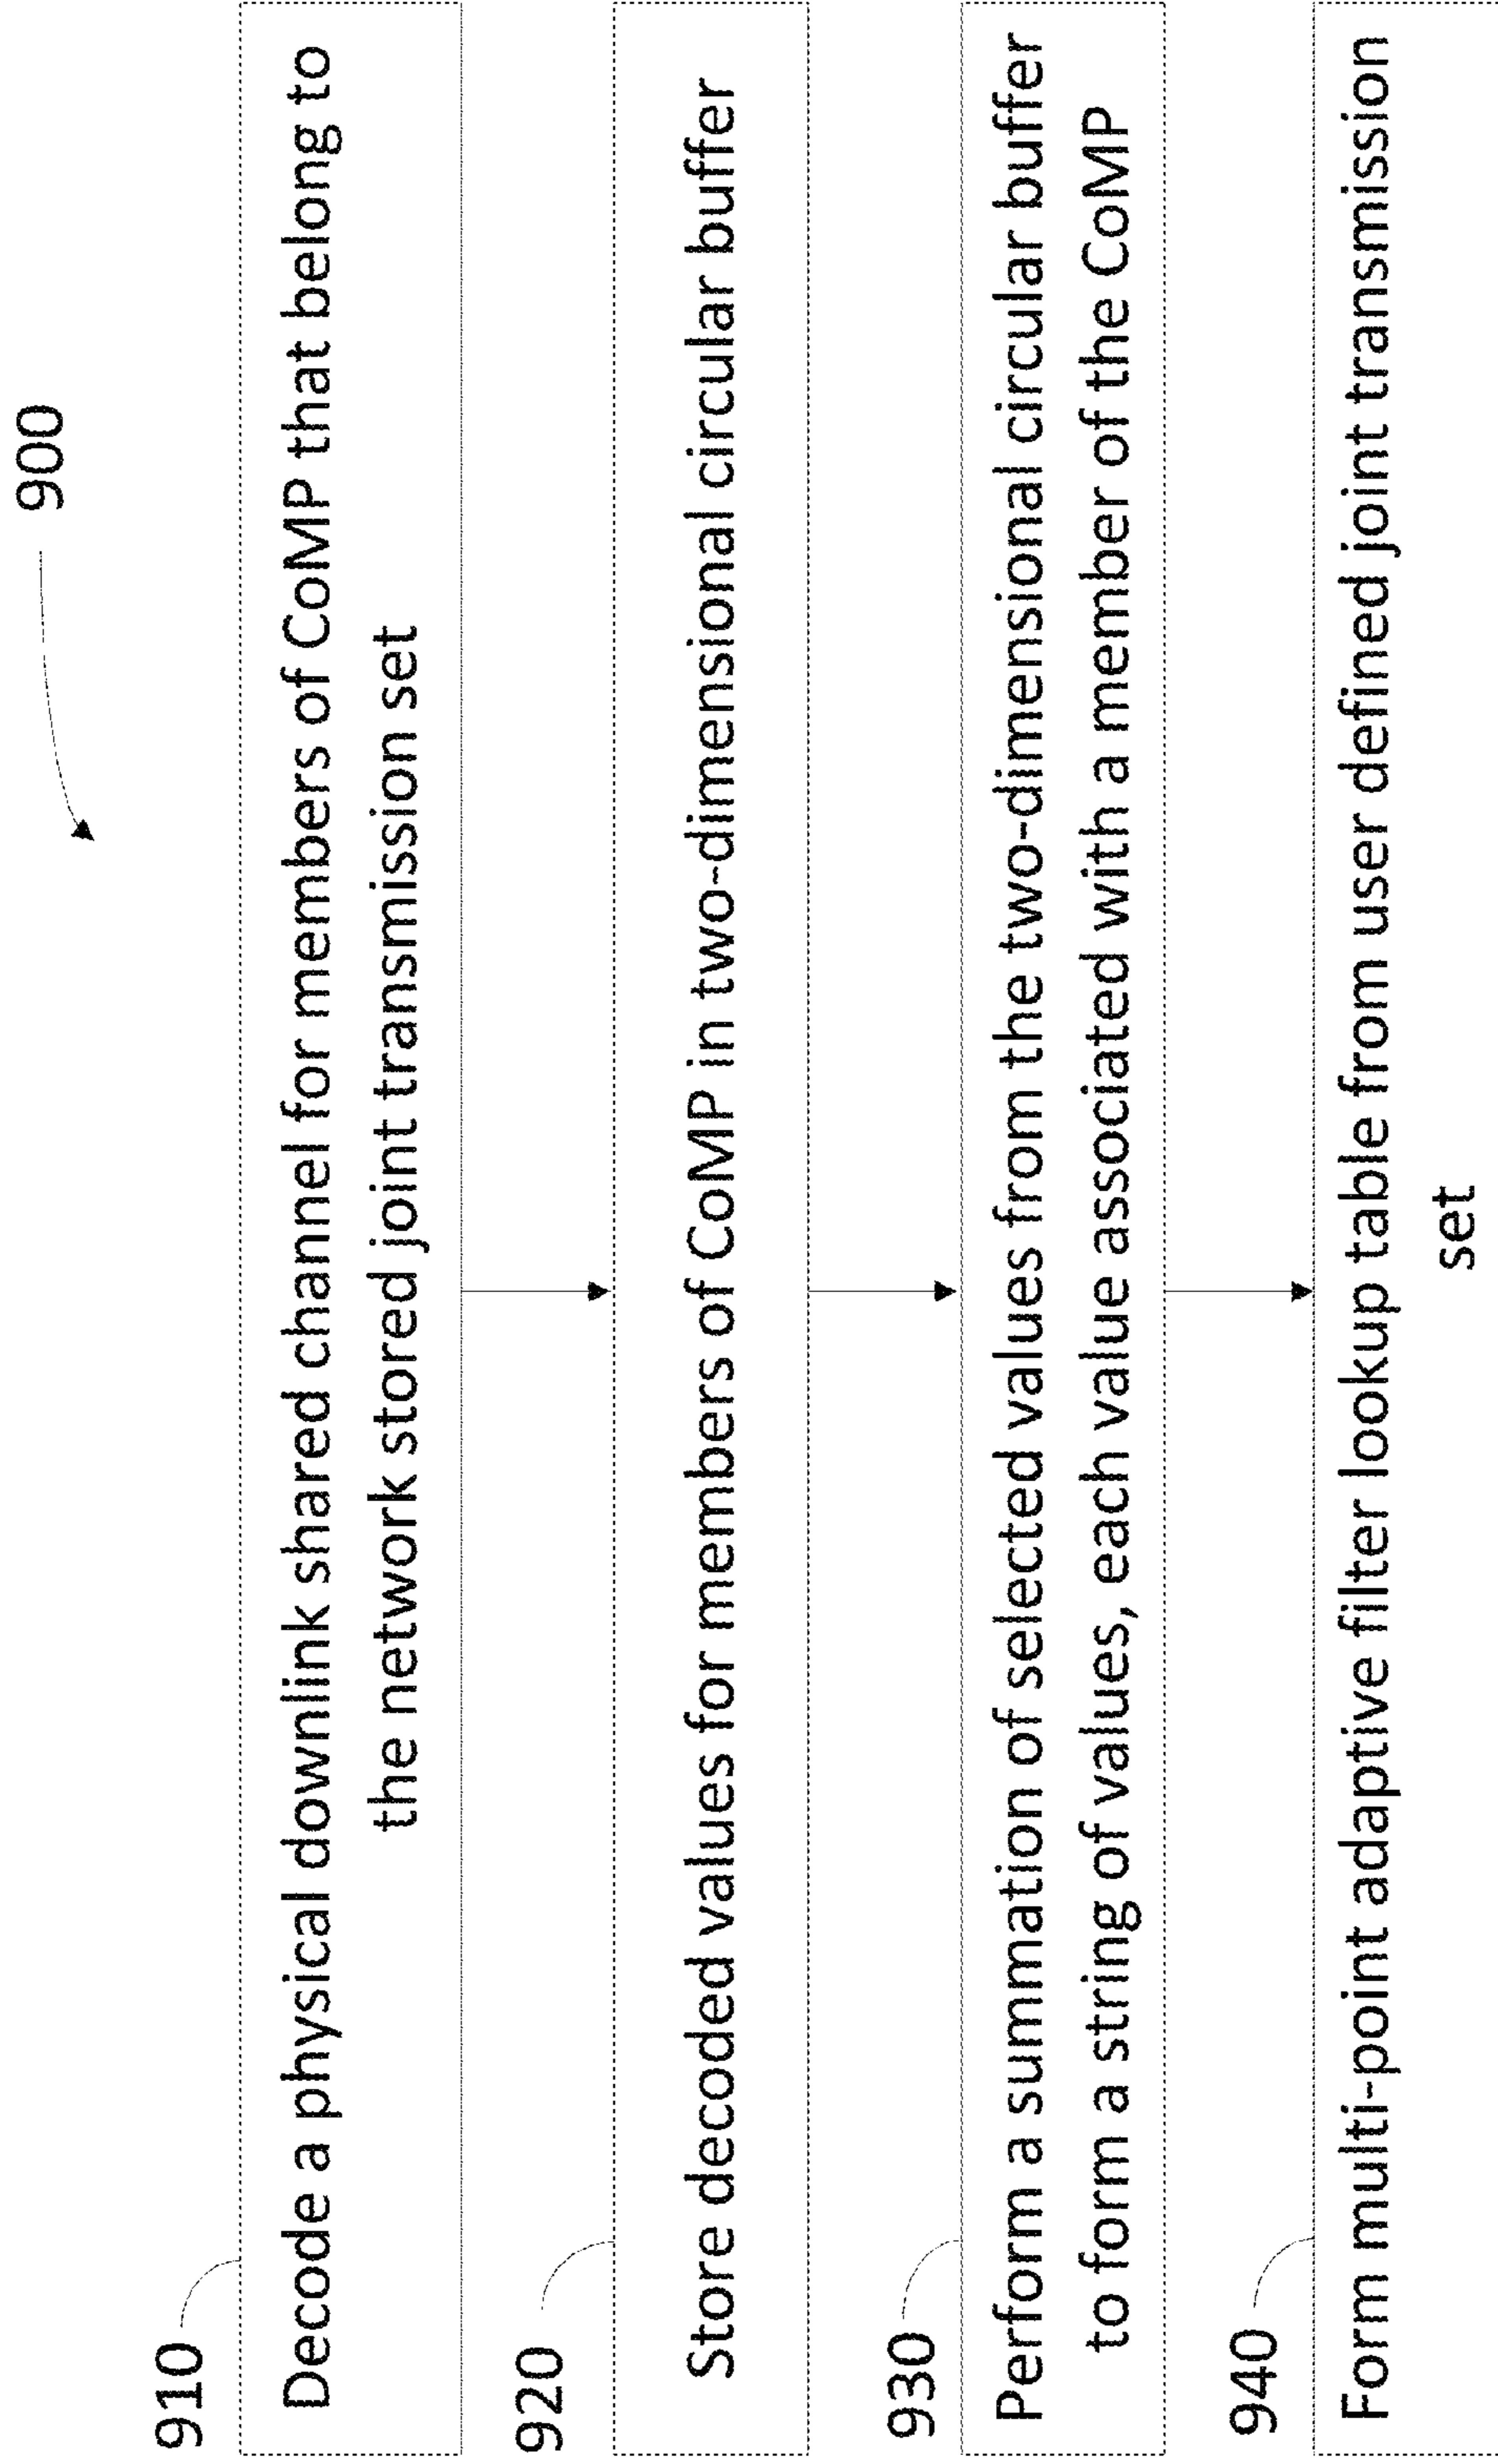 900
910
Decode a physical downlink shared channel for members of CoMP that belong to
the network stored joint transmission set
920
Store decoded values for members of CoMP in two-dimensional circular buffer
930
Perform a summation of selected values from the two-dimensional circular buffer
to form a string of values, each value associated with a member of the CoMP
940
Form multi-point adaptive filter lookup table from user defined joint transmission
set